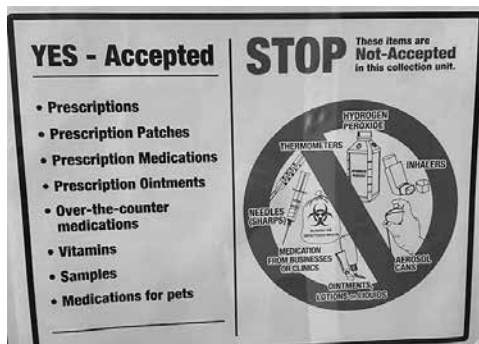 YES - Accepted
• Prescriptions
• Prescription Patches
• Prescription Medications
• Prescription Ointments
• Over-the-counter
medications
• Vitamins
• Samples
• Medications for pets
STOP
These items are
Not-Accepted
in this collection unit.
HYDROGEN
PEROXIDE
THERMOMETERS
INHALERS
NEEDLES
(SHARPS)
MEDICATION
FROM BUSINESSES
OR CLINICS
AEROSOL
CANS
OINTMENTS
LOTIONS or LIQUIDS